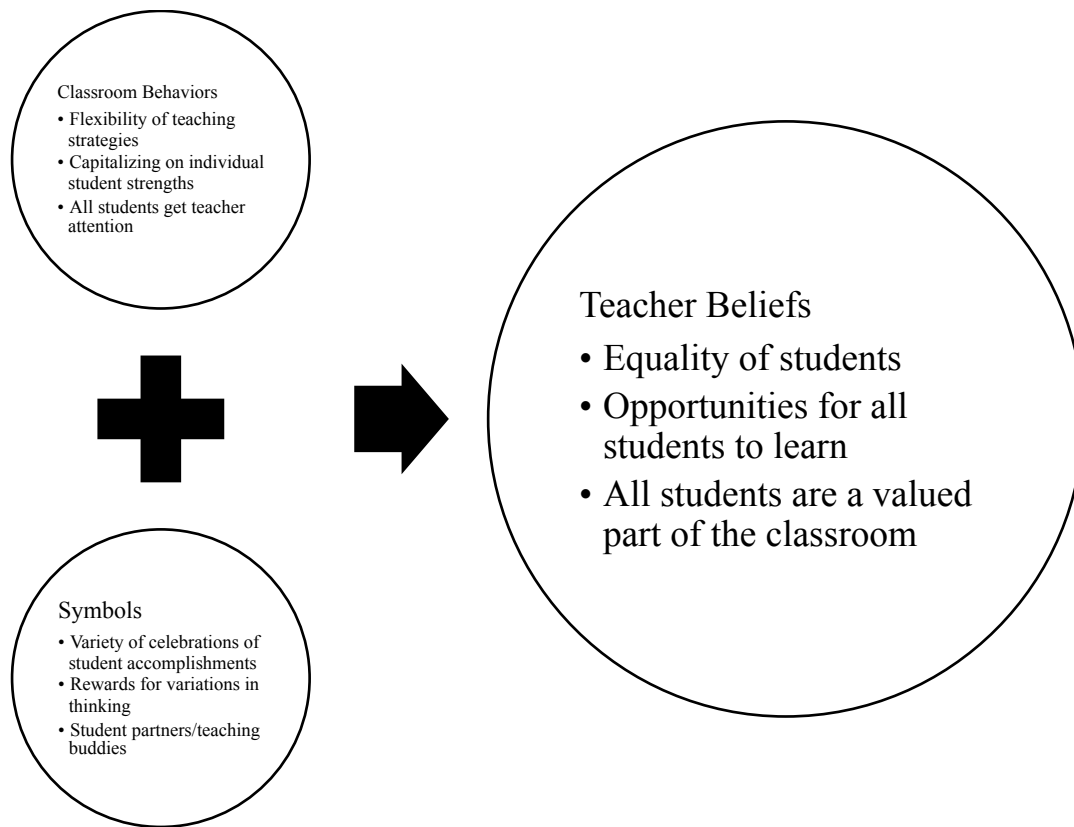 Classroom Behaviors
• Flexibility of teaching
strategies
• Capitalizing on individual
student strengths
• All students get teacher
attention
Symbols
• Variety of celebrations of
student accomplishments
• Rewards for variations in
thinking
• Student partners/teaching
buddies
Teacher Beliefs
• Equality of students
• Opportunities for all
students to learn
• All students are a valued
part of the classroom